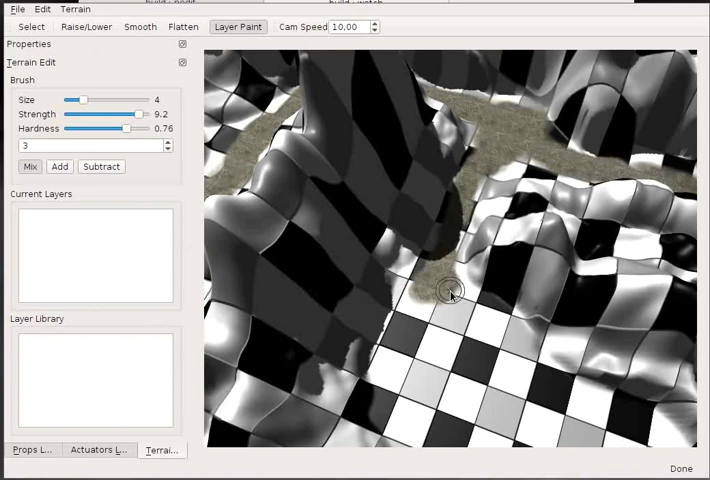 File Edit Terrain
Select Raise/Lower Smooth Flatten Layer Paint Cam Speed 10,00
Properties
Terrain Edit
Brush
Size 4
Strength 9.2
Hardness 0.76
3
Mix Add Subtract
Current Layers
Layer Library
Props L... Actuators L... Terrai...
Done